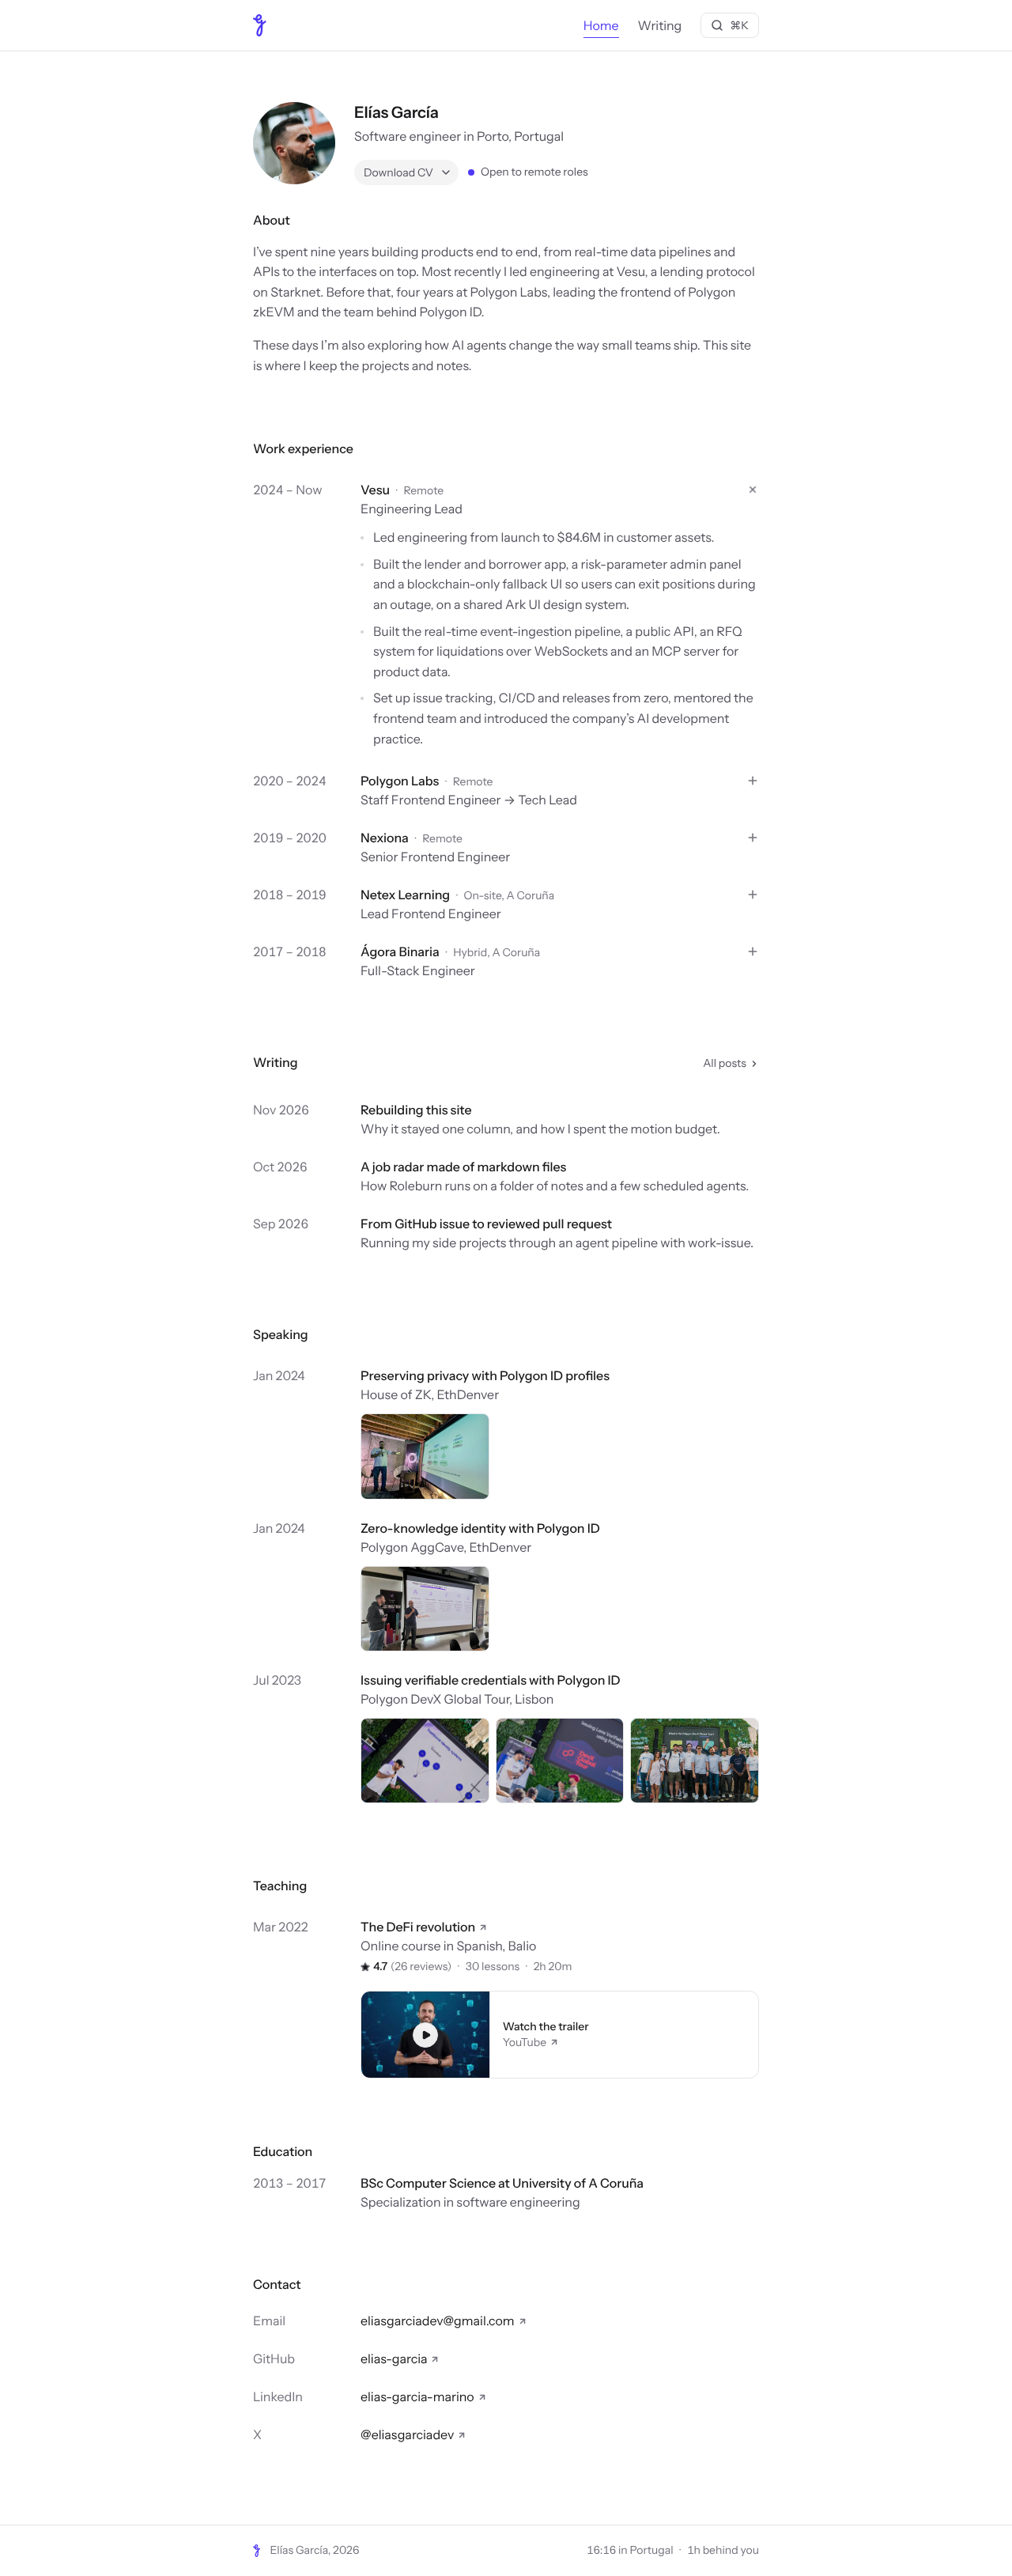 Home Writing ⌘K
Elías García
Software engineer in Porto, Portugal
Download CV
Open to remote roles
About
I’ve spent nine years building products end to end, from real-time data pipelines and
APIs to the interfaces on top. Most recently I led engineering at Vesu, a lending protocol
on Starknet. Before that, four years at Polygon Labs, leading the frontend of Polygon
zkEVM and the team behind Polygon ID.
These days I’m also exploring how AI agents change the way small teams ship. This site
is where I keep the projects and notes.
Work experience
2024 – Now
Vesu · Remote
Engineering Lead
Led engineering from launch to $84.6M in customer assets.
Built the lender and borrower app, a risk-parameter admin panel
and a blockchain-only fallback UI so users can exit positions during
an outage, on a shared Ark UI design system.
Built the real-time event-ingestion pipeline, a public API, an RFQ
system for liquidations over WebSockets and an MCP server for
product data.
Set up issue tracking, CI/CD and releases from zero, mentored the
frontend team and introduced the company’s AI development
practice.
2020 – 2024
Polygon Labs · Remote
Staff Frontend Engineer → Tech Lead
2019 – 2020
Nexiona · Remote
Senior Frontend Engineer
2018 – 2019
Netex Learning · On-site, A Coruña
Lead Frontend Engineer
2017 – 2018
Ágora Binaria · Hybrid, A Coruña
Full-Stack Engineer
Writing
All posts
Nov 2026
Rebuilding this site
Why it stayed one column, and how I spent the motion budget.
Oct 2026
A job radar made of markdown files
How Roleburn runs on a folder of notes and a few scheduled agents.
Sep 2026
From GitHub issue to reviewed pull request
Running my side projects through an agent pipeline with work-issue.
Speaking
Jan 2024
Preserving privacy with Polygon ID profiles
House of ZK, EthDenver
Jan 2024
Zero-knowledge identity with Polygon ID
Polygon AggCave, EthDenver
Jul 2023
Issuing verifiable credentials with Polygon ID
Polygon DevX Global Tour, Lisbon
Teaching
Mar 2022
The DeFi revolution
Online course in Spanish, Balio
4.7 (26 reviews) · 30 lessons · 2h 20m
Watch the trailer
YouTube
Education
2013 – 2017
BSc Computer Science at University of A Coruña
Specialization in software engineering
Contact
Email
eliasgarciadev@gmail.com
GitHub
elias-garcia
LinkedIn
elias-garcia-marino
X
@eliasgarciadev
Elías García, 2026
16:16 in Portugal · 1h behind you